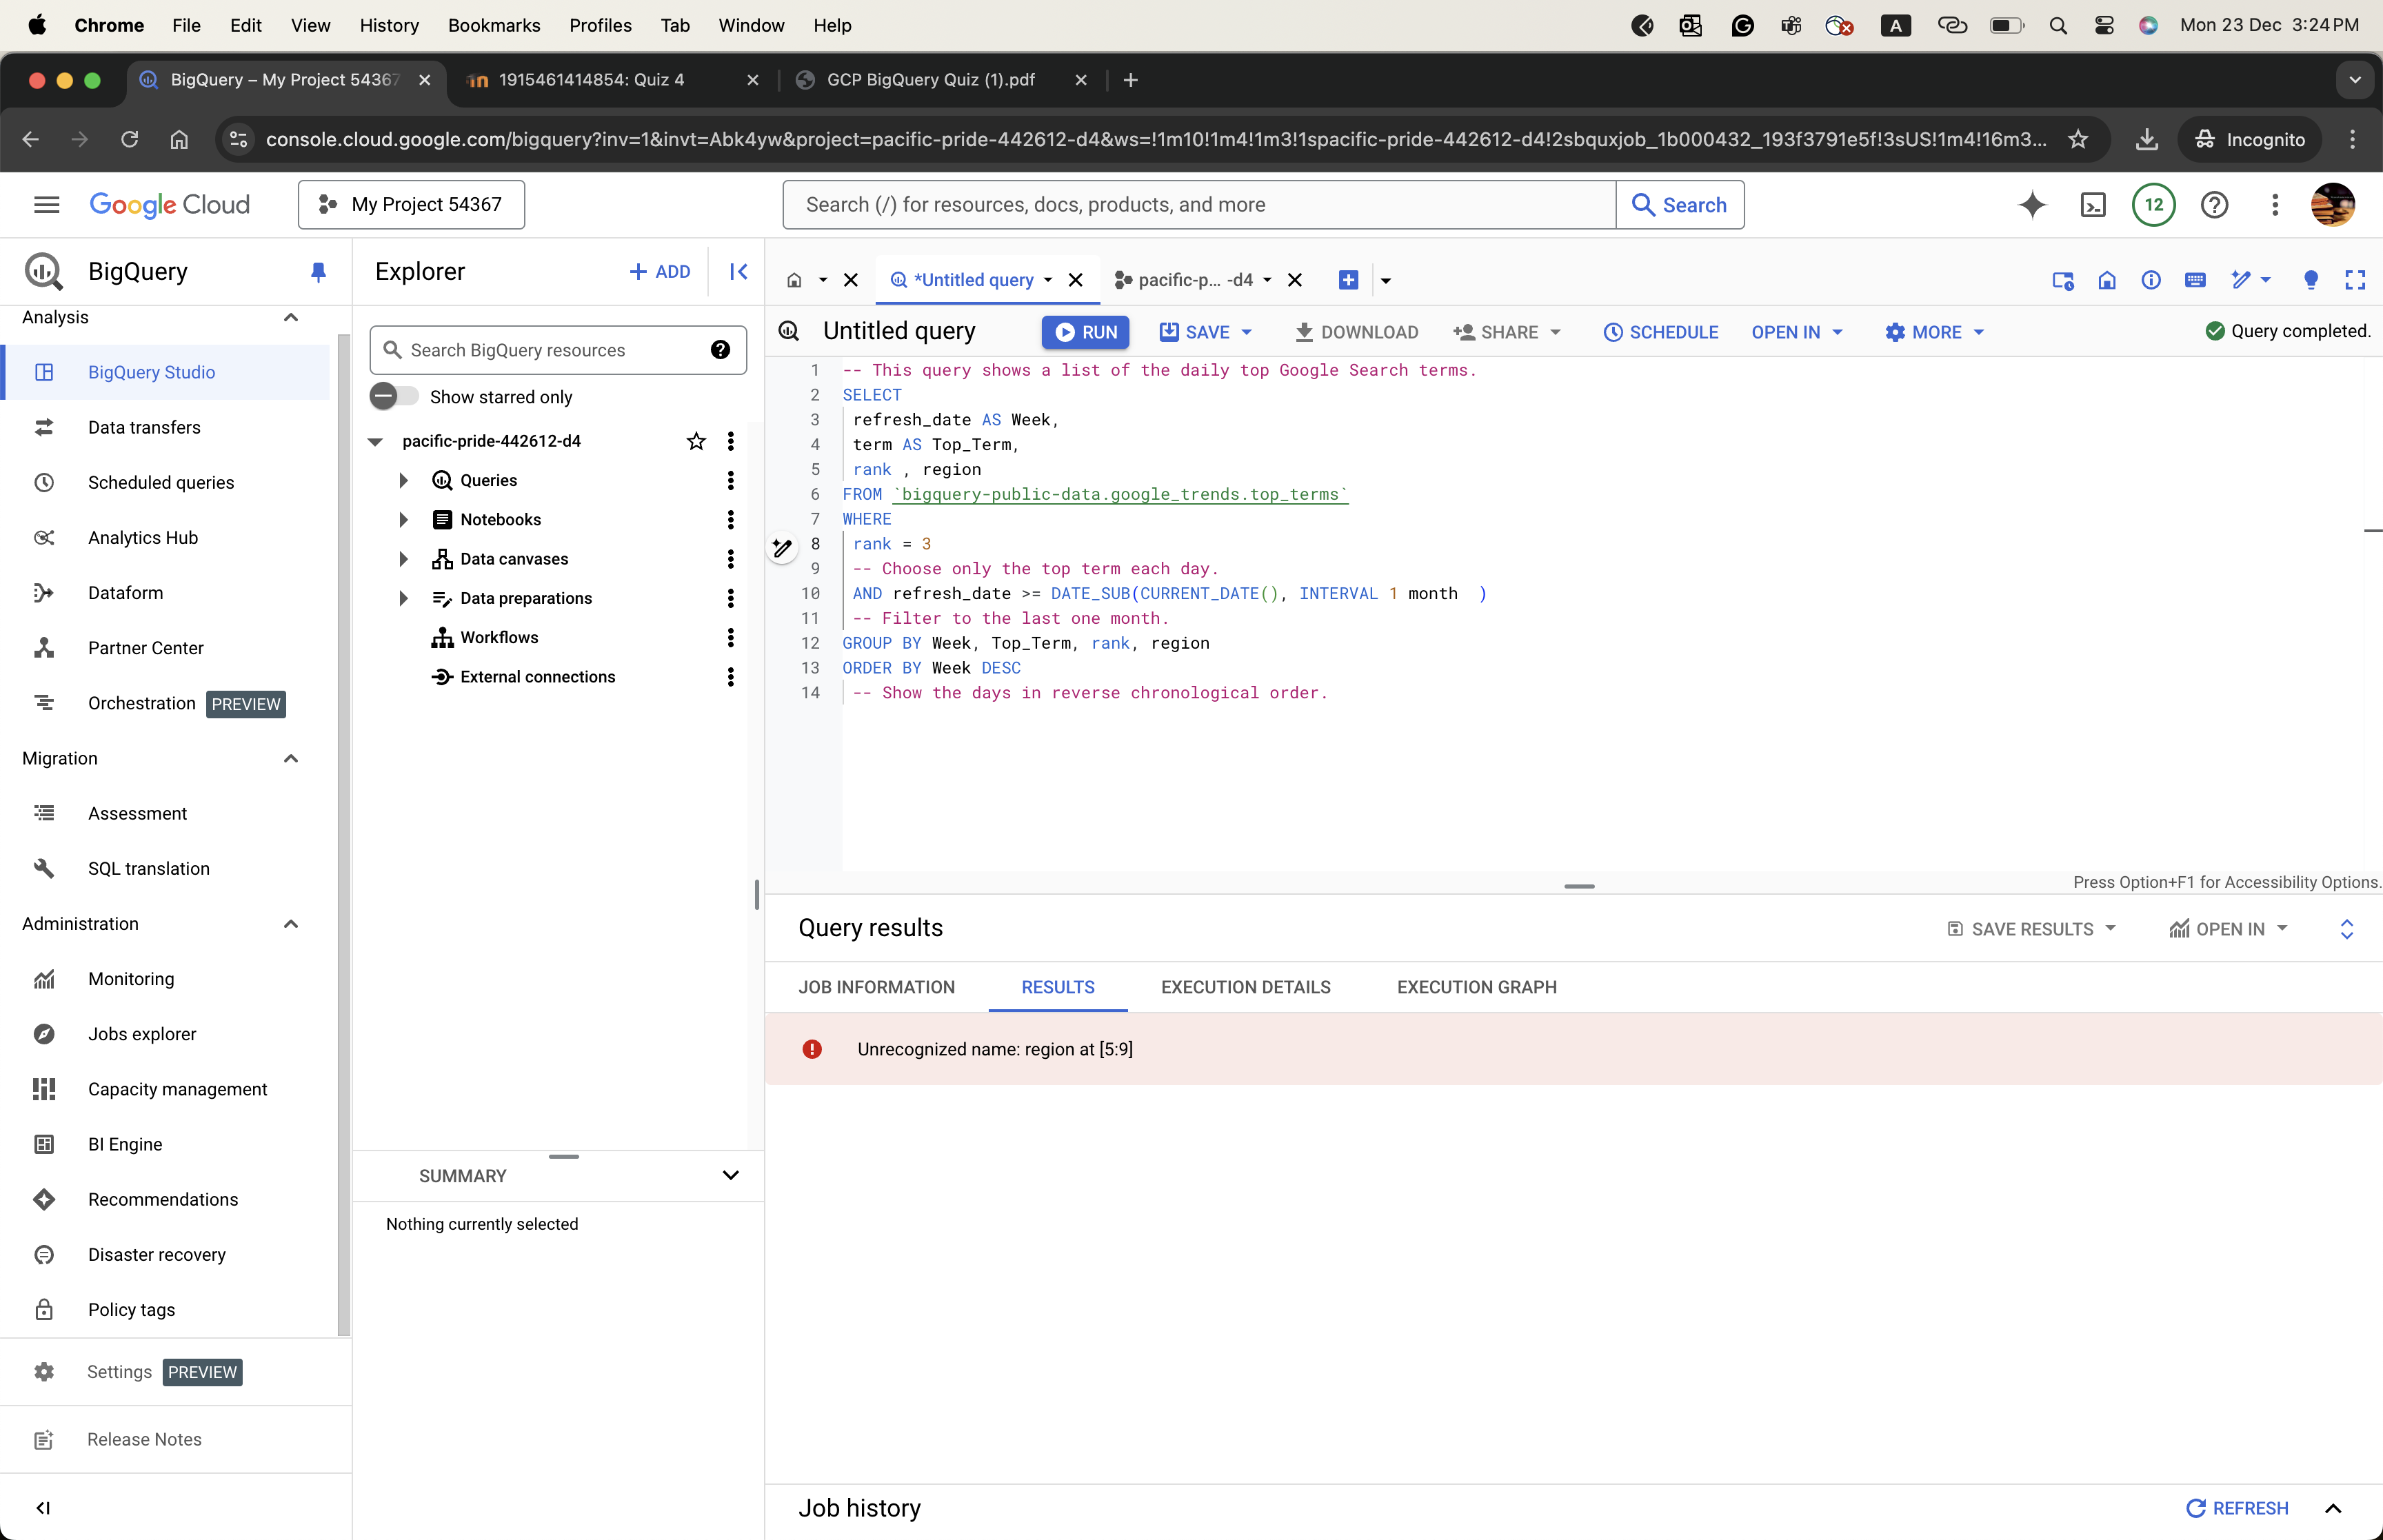 Chrome File Edit View History Bookmarks Profiles Tab Window Help
A Mon 23 Dec 3:24 PM
BigQuery – My Project 54367
1915461414854: Quiz 4
GCP BigQuery Quiz (1).pdf
console.cloud.google.com/bigquery?inv=1&invt=Abk4yw&project=pacific-pride-442612-d4&ws=!1m10!1m4!1m3!1spacific-pride-442612-d4!2sbquxjob_1b000432_193f3791e5f!3sUS!1m4!16m3...
Incognito
Google Cloud
My Project 54367
Search (/) for resources, docs, products, and more
Search
12
BigQuery
Analysis
BigQuery Studio
Data transfers
Scheduled queries
Analytics Hub
Dataform
Partner Center
Orchestration PREVIEW
Migration
Assessment
SQL translation
Administration
Monitoring
Jobs explorer
Capacity management
BI Engine
Recommendations
Disaster recovery
Policy tags
Settings PREVIEW
Release Notes
Explorer
+ ADD
Search BigQuery resources
Show starred only
pacific-pride-442612-d4
Queries
Notebooks
Data canvases
Data preparations
Workflows
External connections
SUMMARY
Nothing currently selected
*Untitled query
pacific-p... -d4
Untitled query
RUN SAVE DOWNLOAD SHARE SCHEDULE OPEN IN MORE
Query completed.
1 -- This query shows a list of the daily top Google Search terms.
2 SELECT
3 refresh_date AS Week,
4 term AS Top_Term,
5 rank , region
6 FROM `bigquery-public-data.google_trends.top_terms`
7 WHERE
8 rank = 3
9 -- Choose only the top term each day.
10 AND refresh_date >= DATE_SUB(CURRENT_DATE(), INTERVAL 1 month )
11 -- Filter to the last one month.
12 GROUP BY Week, Top_Term, rank, region
13 ORDER BY Week DESC
14 -- Show the days in reverse chronological order.
Press Option+F1 for Accessibility Options.
Query results
SAVE RESULTS OPEN IN
JOB INFORMATION RESULTS EXECUTION DETAILS EXECUTION GRAPH
Unrecognized name: region at [5:9]
Job history
REFRESH